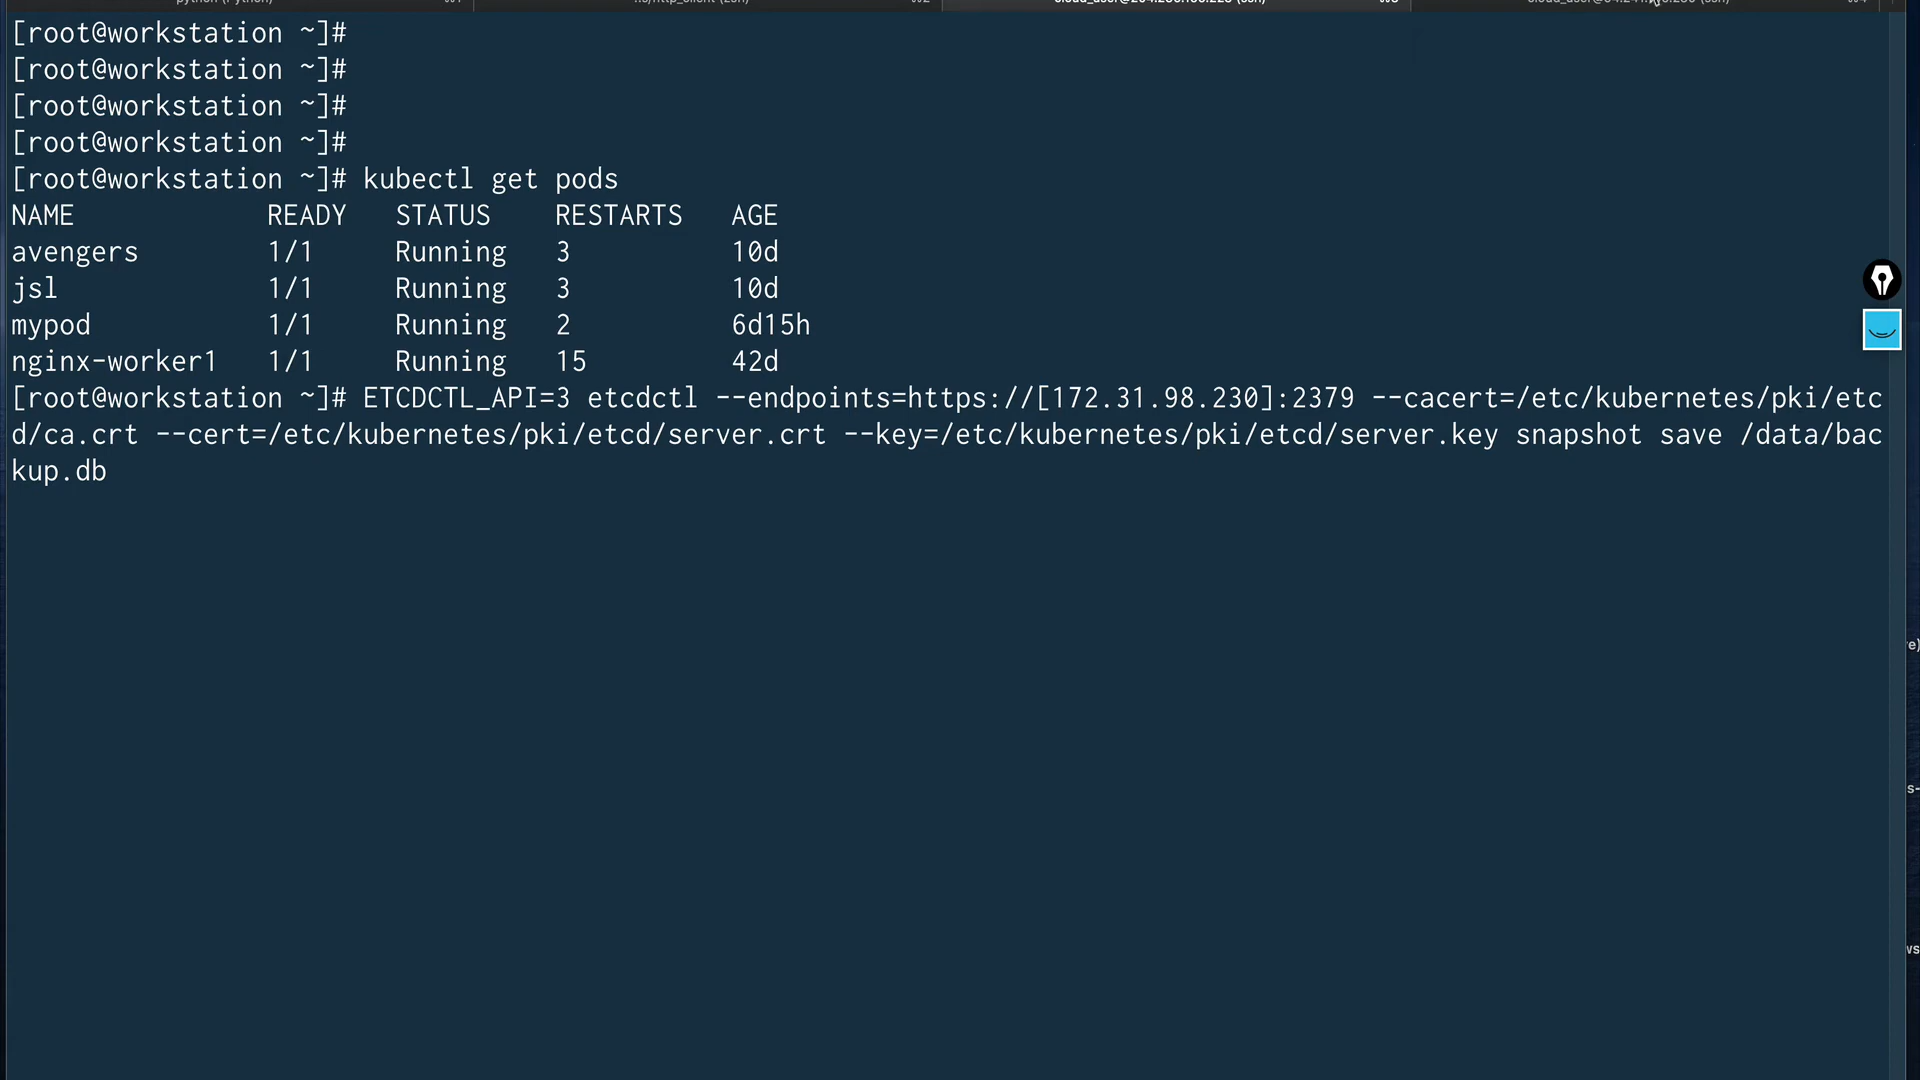 [root@workstation ~]#
[root@workstation ~]#
[root@workstation ~]#
[root@workstation ~]#
[root@workstation ~]# kubectl get pods
NAME READY STATUS RESTARTS AGE
avengers 1/1 Running 3 10d
jsl 1/1 Running 3 10d
mypod 1/1 Running 2 6d15h
nginx-worker1 1/1 Running 15 42d
[root@workstation ~]# ETCDCTL_API=3 etcdctl --endpoints=https://[172.31.98.230]:2379 --cacert=/etc/kubernetes/pki/etc
d/ca.crt --cert=/etc/kubernetes/pki/etcd/server.crt --key=/etc/kubernetes/pki/etcd/server.key snapshot save /data/bac
kup.db